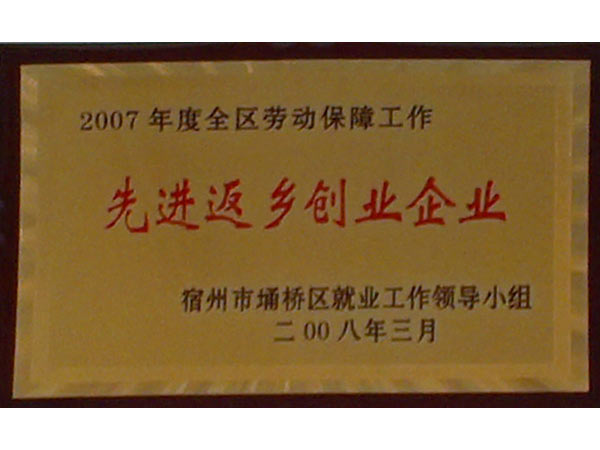 2007年度全区劳动保障工作
先进返乡创业企业
宿州市埇桥区就业工作领导小组
二00八年三月